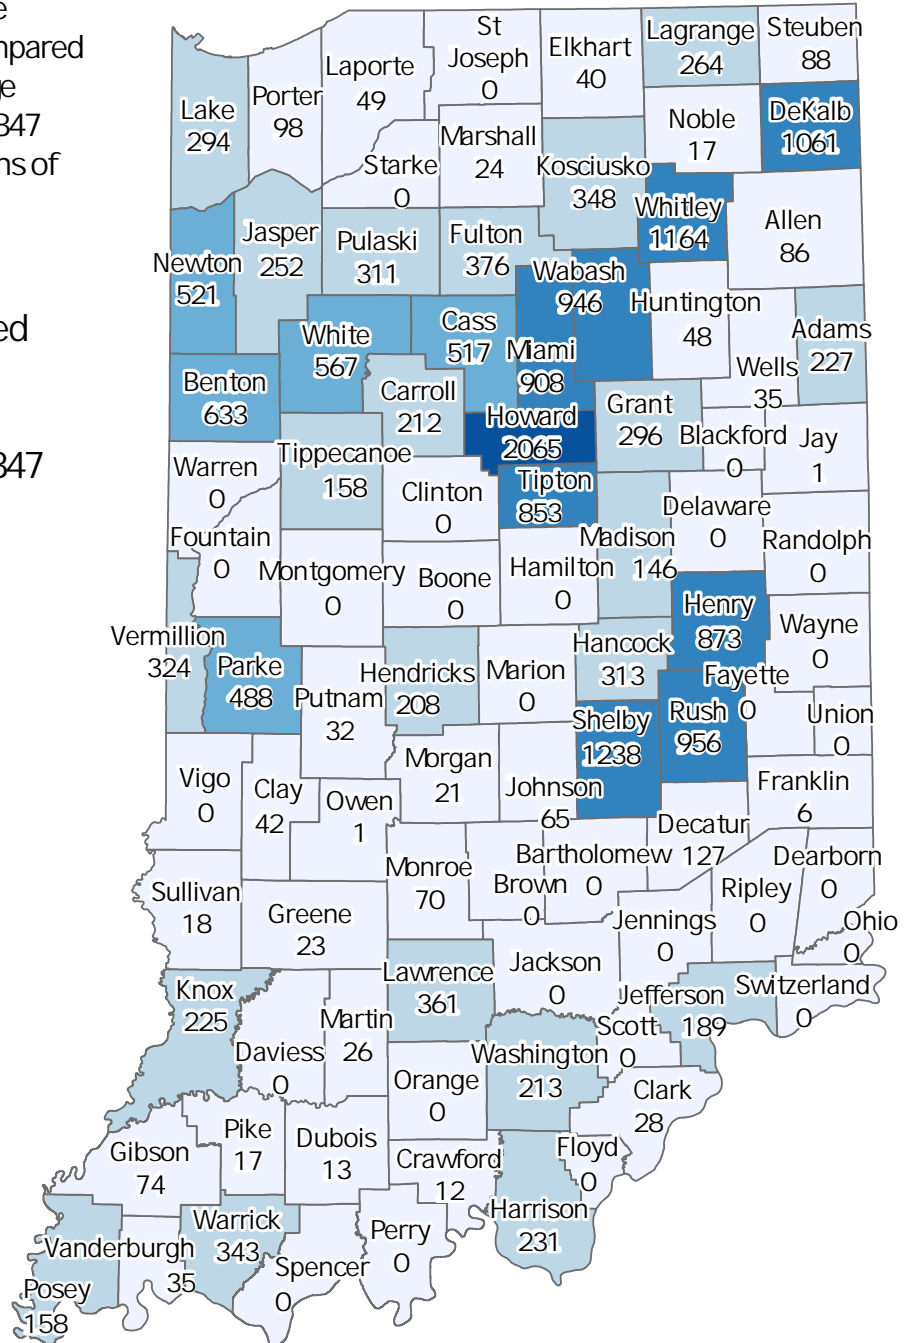 e
mpared
ge
847
ns of
ed
847
St
Joseph
0
Elkhart
40
Lagrange
264
Steuben
88
Laporte
49
Lake
294
Porter
98
Starke
0
Marshall
24
Kosciusko
348
Noble
17
DeKalb
1061
Whitley
1164
Allen
86
Newton
521
Jasper
252
Pulaski
311
Fulton
376
Wabash
946
Huntington
48
White
567
Cass
517
Miami
908
Wells
35
Adams
227
Benton
633
Carroll
212
Howard
2065
Grant
296
Blackford
0
Jay
1
Warren
0
Tippecanoe
158
Clinton
0
Tipton
853
Delaware
0
Randolph
0
Fountain
0
Montgomery
0
Boone
0
Hamilton
0
Madison
146
Henry
873
Wayne
0
Vermillion
324
Parke
488
Putnam
32
Hendricks
208
Marion
0
Hancock
313
Fayette
0
Rush
956
Shelby
1238
Union
0
Vigo
0
Clay
42
Owen
1
Morgan
21
Johnson
65
Franklin
6
Decatur
127
Sullivan
18
Greene
23
Monroe
70
Brown
0
Bartholomew
0
Ripley
0
Dearborn
0
Jennings
0
Ohio
0
Knox
225
Lawrence
361
Jackson
0
Jefferson
189
Switzerland
0
Daviess
0
Martin
26
Orange
0
Washington
213
Scott
0
Clark
28
Gibson
74
Pike
17
Dubois
13
Crawford
12
Floyd
0
Harrison
231
Posey
158
Vanderburgh
35
Warrick
343
Spencer
0
Perry
0